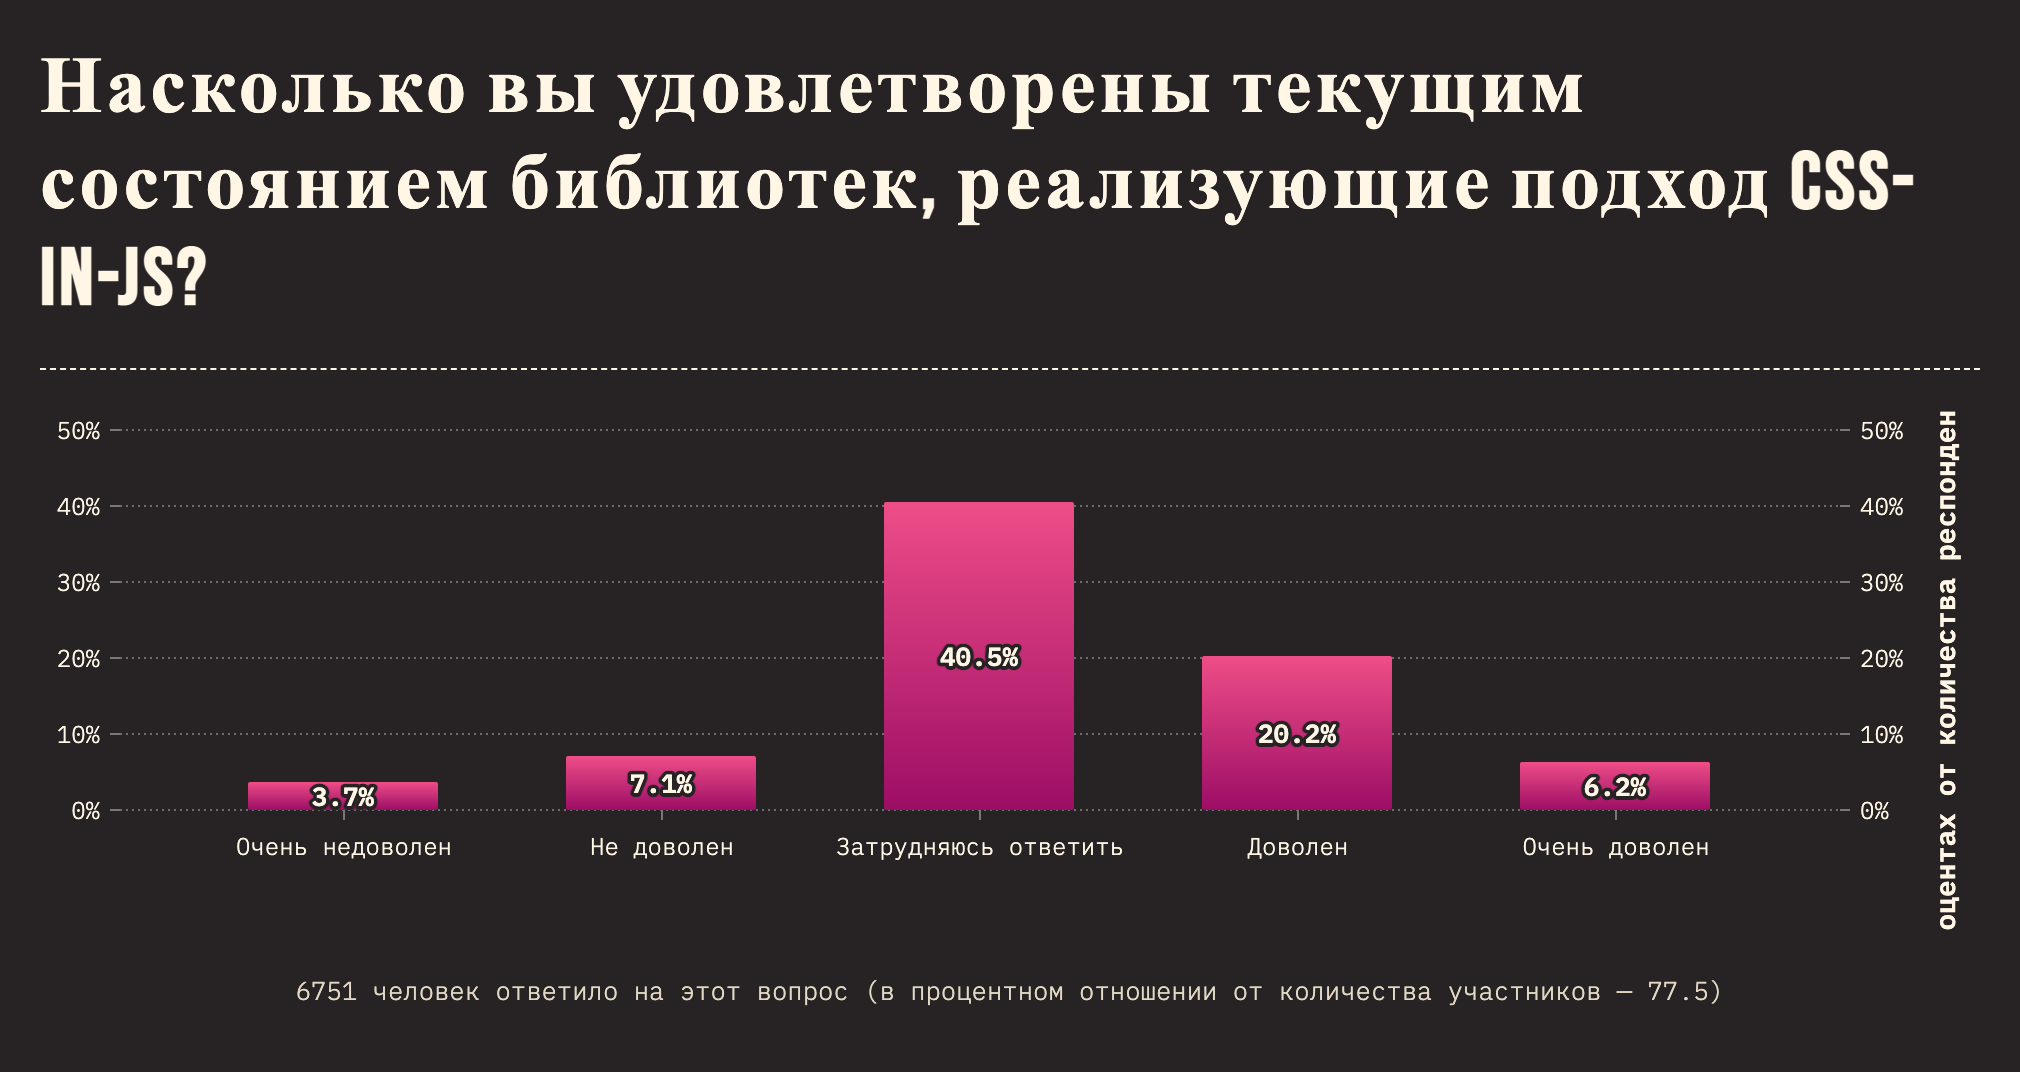 Насколько вы удовлетворены текущим
состоянием библиотек, реализующие подход CSS-
IN-JS?
50%
40%
30%
20%
10%
0%
3.7%
7.1%
40.5%
20.2%
6.2%
50%
40%
30%
20%
10%
0%
Очень недоволен
Не доволен
Затрудняюсь ответить
Доволен
Очень доволен
оцентах от количества респонден
6751 человек ответило на этот вопрос (в процентном отношении от количества участников — 77.5)